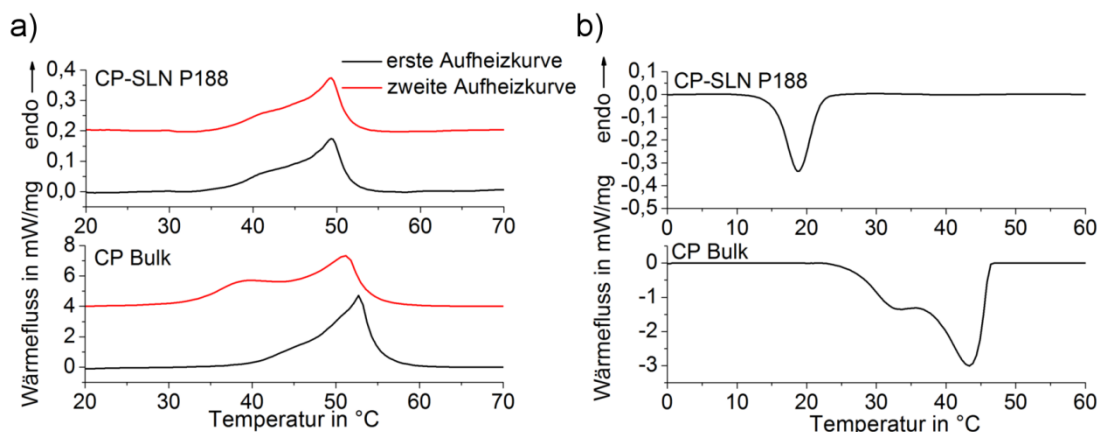 a)
endo
0,4
0,3
0,2
0,1
0,0
CP-SLN P188
erste Aufheizkurve
zweite Aufheizkurve
20 30 40 50 60 70
Wärmefluss in mW/mg
8
6
4
2
0
CP Bulk
20 30 40 50 60 70
Temperatur in °C
b)
endo
0,1
0,0
-0,1
-0,2
-0,3
-0,4
-0,5
CP-SLN P188
0 10 20 30 40 50 60
Wärmefluss in mW/mg
0
-1
-2
-3
CP Bulk
0 10 20 30 40 50 60
Temperatur in °C